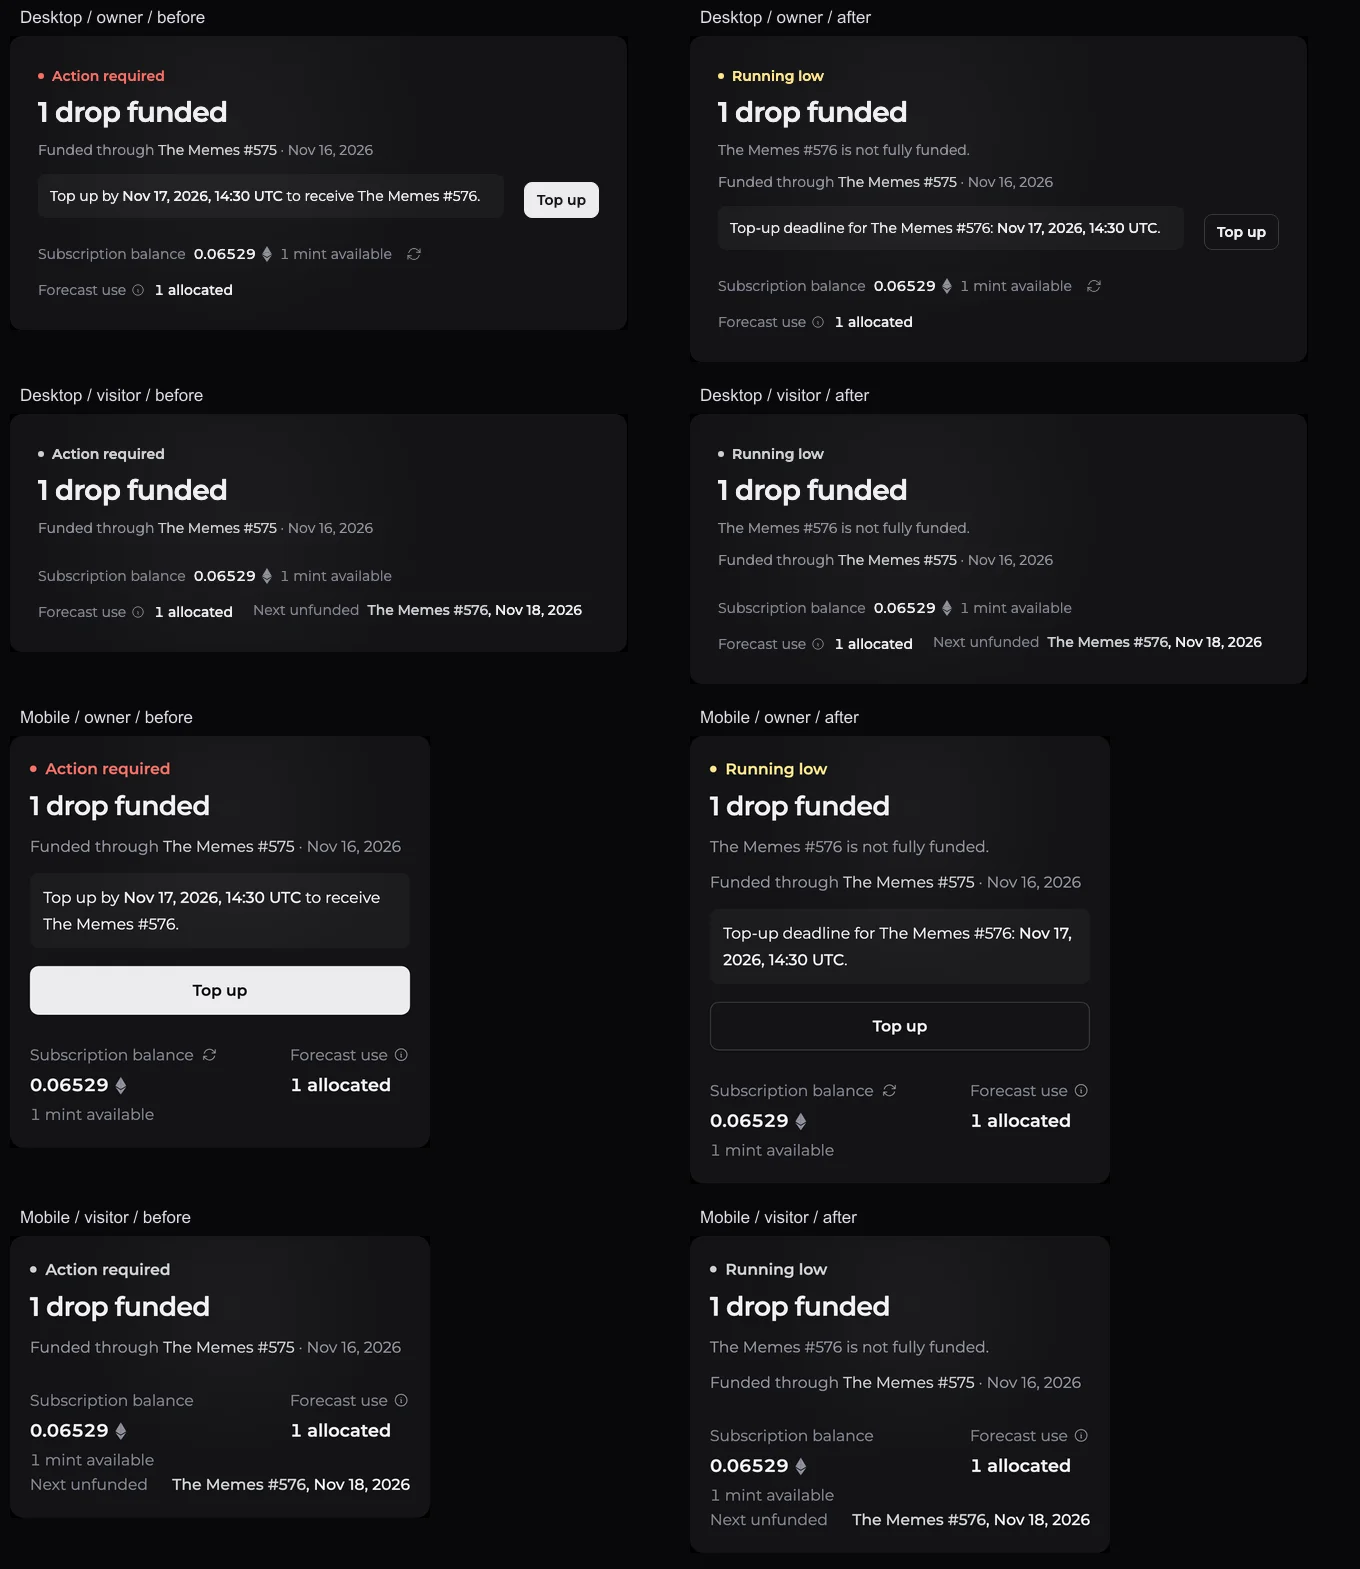 Desktop / owner / before
Action required
1 drop funded
Funded through The Memes #575 · Nov 16, 2026
Top up by Nov 17, 2026, 14:30 UTC to receive The Memes #576.
Top up
Subscription balance 0.06529 1 mint available
Forecast use 1 allocated
Desktop / owner / after
Running low
1 drop funded
The Memes #576 is not fully funded.
Funded through The Memes #575 · Nov 16, 2026
Top-up deadline for The Memes #576: Nov 17, 2026, 14:30 UTC.
Top up
Subscription balance 0.06529 1 mint available
Forecast use 1 allocated
Desktop / visitor / before
Action required
1 drop funded
Funded through The Memes #575 · Nov 16, 2026
Subscription balance 0.06529 1 mint available
Forecast use 1 allocated Next unfunded The Memes #576, Nov 18, 2026
Desktop / visitor / after
Running low
1 drop funded
The Memes #576 is not fully funded.
Funded through The Memes #575 · Nov 16, 2026
Subscription balance 0.06529 1 mint available
Forecast use 1 allocated Next unfunded The Memes #576, Nov 18, 2026
Mobile / owner / before
Action required
1 drop funded
Funded through The Memes #575 · Nov 16, 2026
Top up by Nov 17, 2026, 14:30 UTC to receive
The Memes #576.
Top up
Subscription balance Forecast use
0.06529 1 allocated
1 mint available
Mobile / owner / after
Running low
1 drop funded
The Memes #576 is not fully funded.
Funded through The Memes #575 · Nov 16, 2026
Top-up deadline for The Memes #576: Nov 17,
2026, 14:30 UTC.
Top up
Subscription balance Forecast use
0.06529 1 allocated
1 mint available
Mobile / visitor / before
Action required
1 drop funded
Funded through The Memes #575 · Nov 16, 2026
Subscription balance Forecast use
0.06529 1 allocated
1 mint available
Next unfunded The Memes #576, Nov 18, 2026
Mobile / visitor / after
Running low
1 drop funded
The Memes #576 is not fully funded.
Funded through The Memes #575 · Nov 16, 2026
Subscription balance Forecast use
0.06529 1 allocated
1 mint available
Next unfunded The Memes #576, Nov 18, 2026